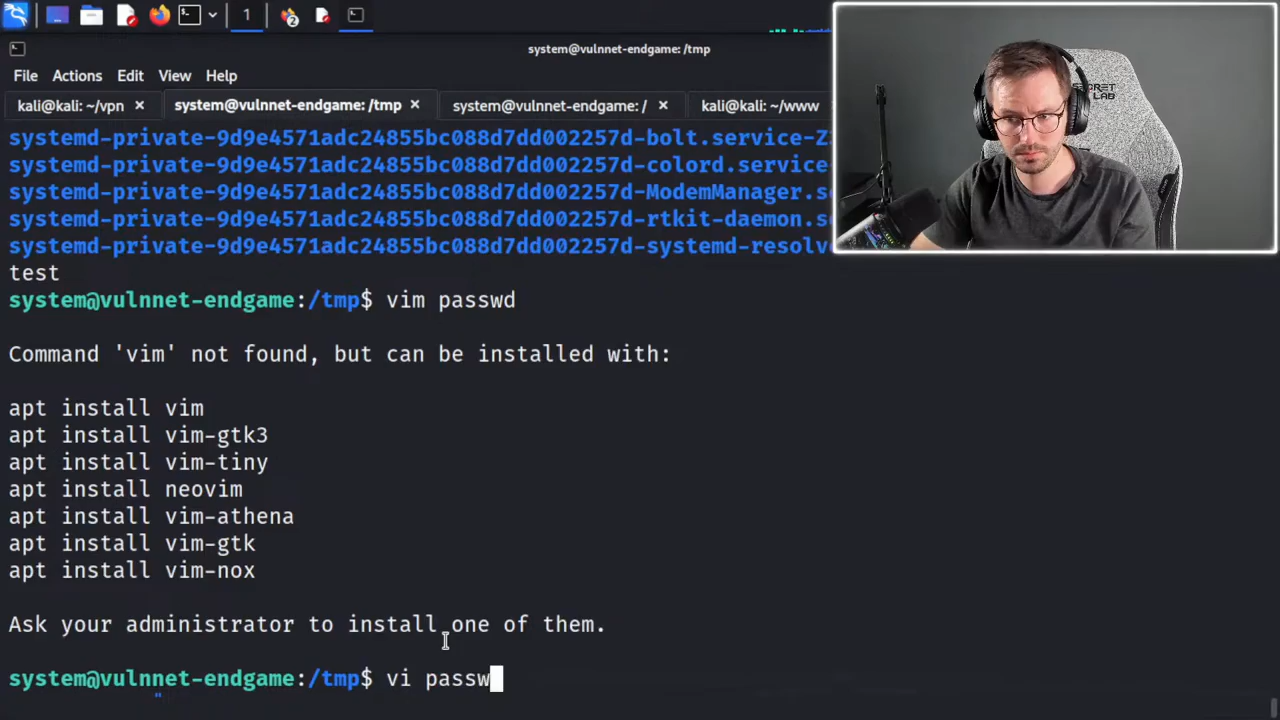 1
2
system@vulnnet-endgame: /tmp
File Actions Edit View Help
kali@kali: ~/vpn × system@vulnnet-endgame: /tmp × system@vulnnet-endgame: / × kali@kali: ~/www
systemd-private-9d9e4571adc24855bc088d7dd002257d-bolt.service-Z
systemd-private-9d9e4571adc24855bc088d7dd002257d-colord.service-
systemd-private-9d9e4571adc24855bc088d7dd002257d-ModemManager.se
systemd-private-9d9e4571adc24855bc088d7dd002257d-rtkit-daemon.se
systemd-private-9d9e4571adc24855bc088d7dd002257d-systemd-resolve
test
system@vulnnet-endgame:/tmp$ vim passwd
Command 'vim' not found, but can be installed with:
apt install vim
apt install vim-gtk3
apt install vim-tiny
apt install neovim
apt install vim-athena
apt install vim-gtk
apt install vim-nox
Ask your administrator to install one of them.
system@vulnnet-endgame:/tmp$ vi passw